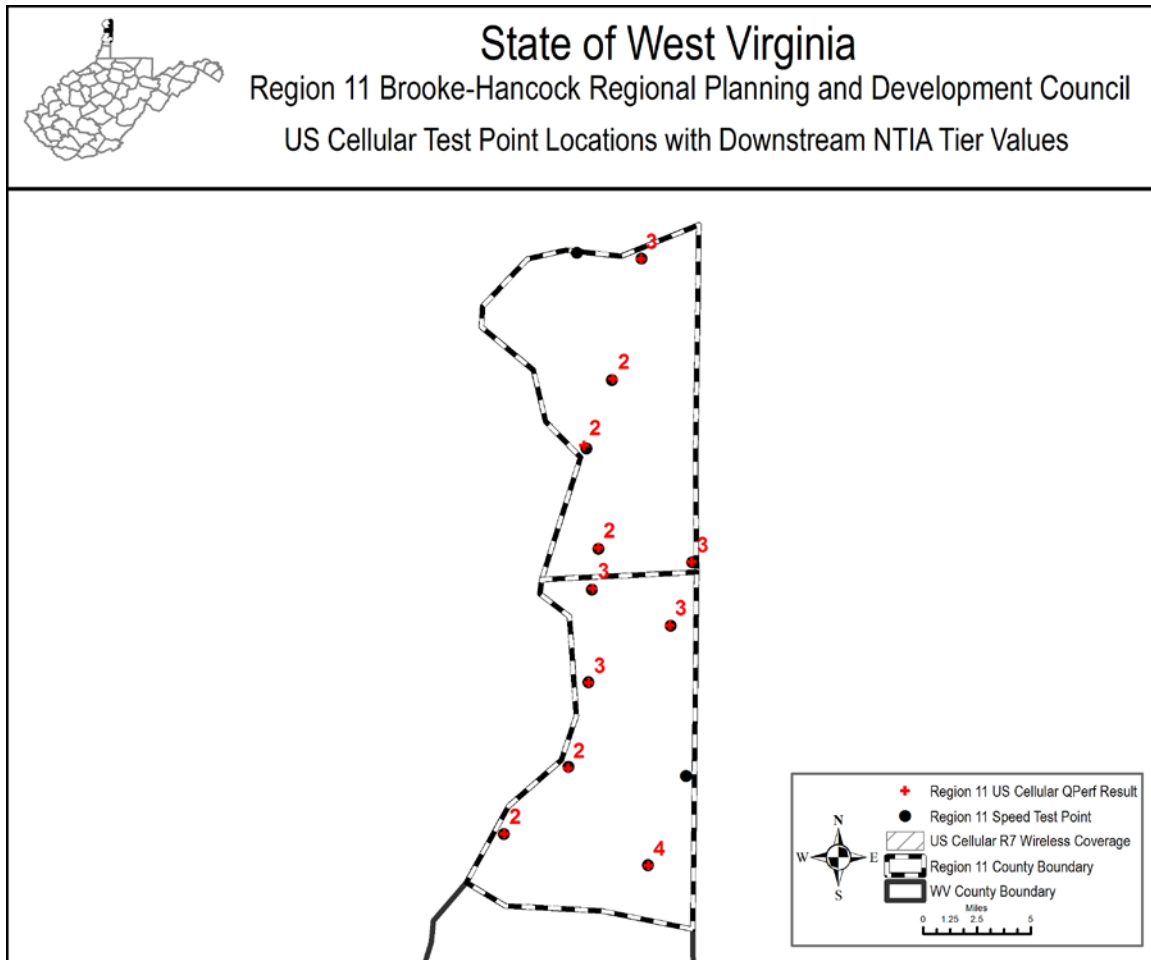 State of West Virginia
Region 11 Brooke-Hancock Regional Planning and Development Council
US Cellular Test Point Locations with Downstream NTIA Tier Values
3
2
2
2
3
3
3
3
2
2
4
Region 11 US Cellular QPerf Result
Region 11 Speed Test Point
US Cellular R7 Wireless Coverage
Region 11 County Boundary
WV County Boundary
N
W E
S
Miles
0 1.25 2.5 5